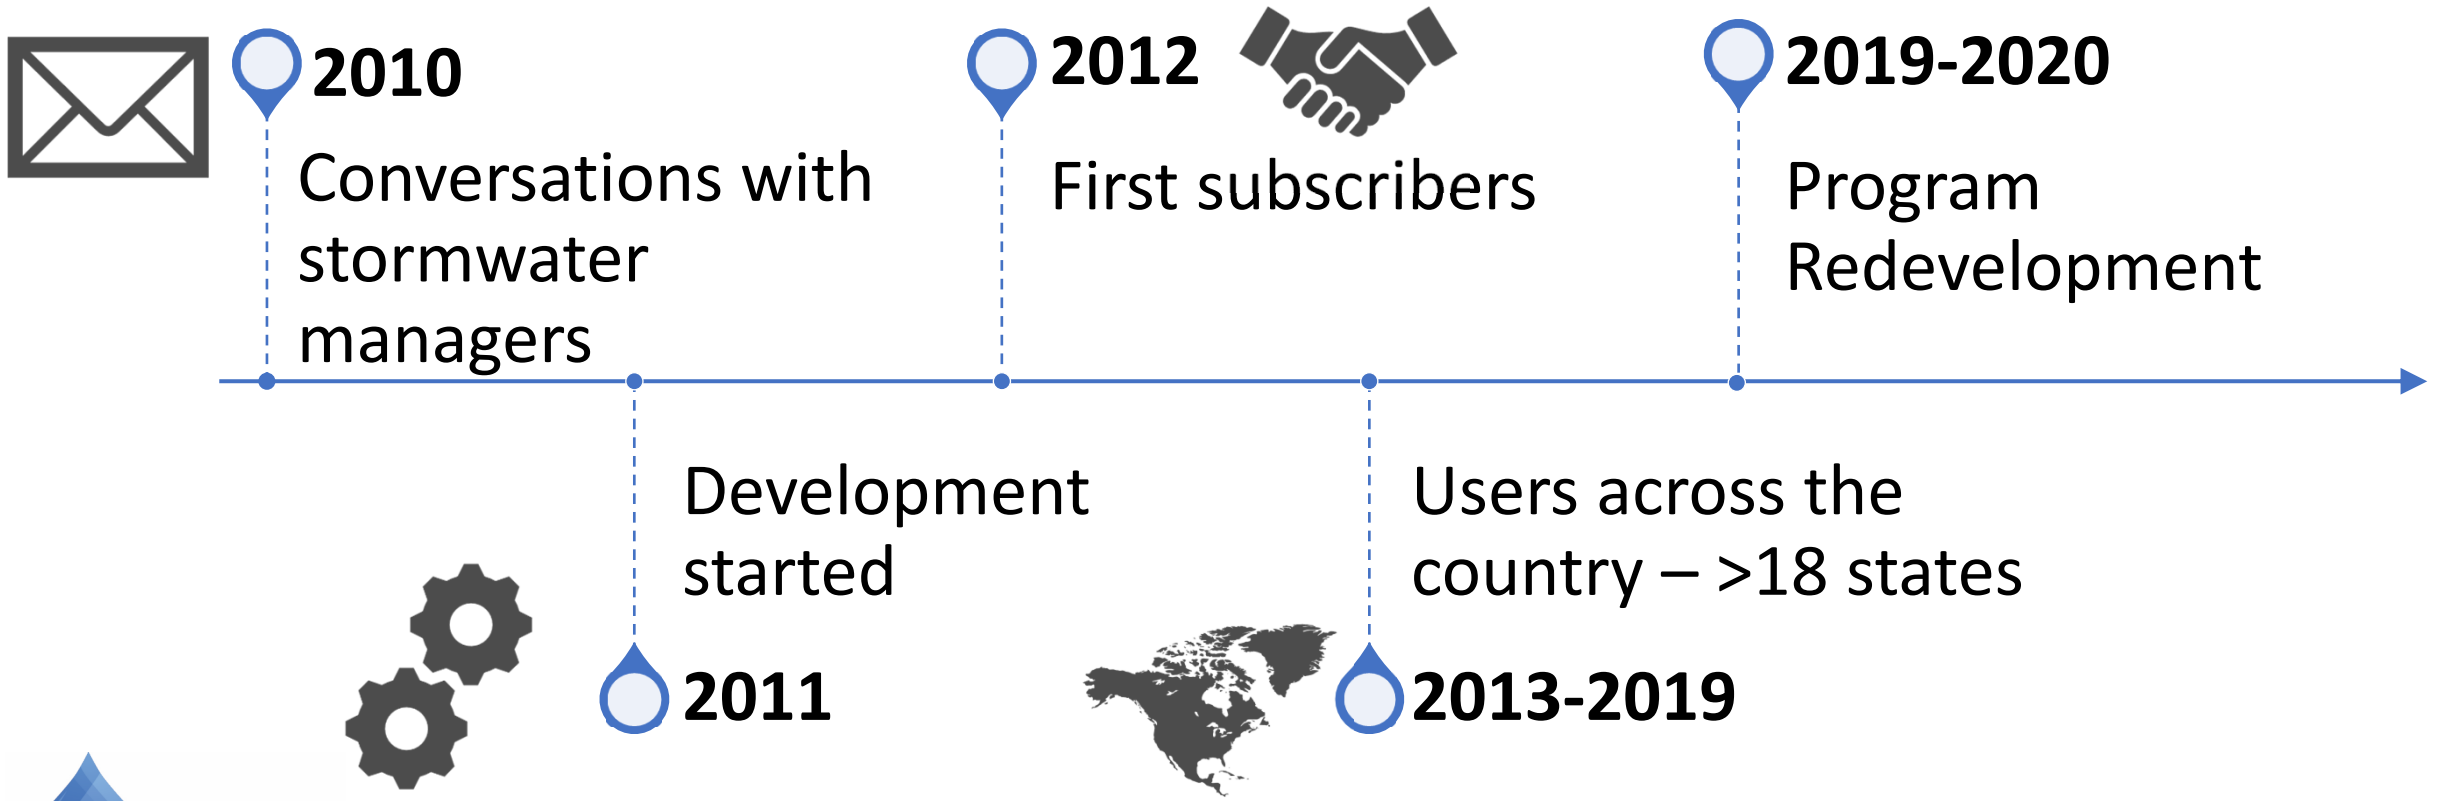 2010
Conversations with
stormwater
managers
2011
Development
started
2012
First subscribers
2013-2019
Users across the
country – >18 states
2019-2020
Program
Redevelopment